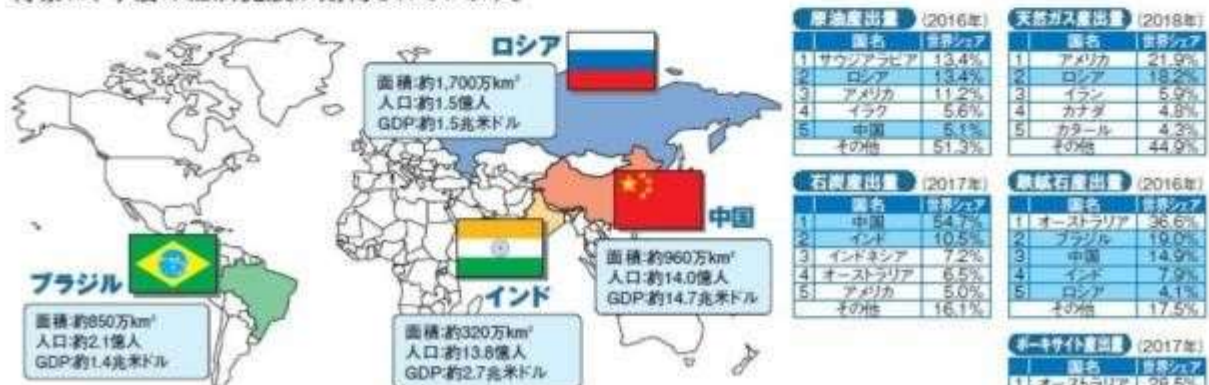 ロシア
面積:約1,700万km²
人口:約1.5億人
GDP:約1.5兆米ドル
中国
面積:約960万km²
人口:約14.0億人
GDP:約14.7兆米ドル
インド
面積:約320万km²
人口:約13.8億人
GDP:約2.7兆米ドル
ブラジル
面積:約850万km²
人口:約2.1億人
GDP:約1.4兆米ドル
原油産出量 (2016年)
国名 世界シェア
1 サウジアラビア 13.4%
2 ロシア 13.4%
3 アメリカ 11.2%
4 イラク 5.6%
5 中国 5.1%
その他 51.3%
天然ガス産出量 (2018年)
国名 世界シェア
1 アメリカ 21.9%
2 ロシア 18.2%
3 イラン 5.9%
4 カナダ 4.8%
5 カタール 4.3%
その他 44.9%
石炭産出量 (2017年)
国名 世界シェア
1 中国 54.7%
2 インド 10.5%
3 インドネシア 7.2%
4 オーストラリア 6.5%
5 アメリカ 5.0%
その他 16.1%
鉄鉱石産出量 (2016年)
国名 世界シェア
1 オーストラリア 36.6%
2 ブラジル 19.0%
3 中国 14.9%
4 インド 7.9%
5 ロシア 4.1%
その他 17.5%
ボーキサイト産出量 (2017年)
国名 世界シェア
1 オーストラリア